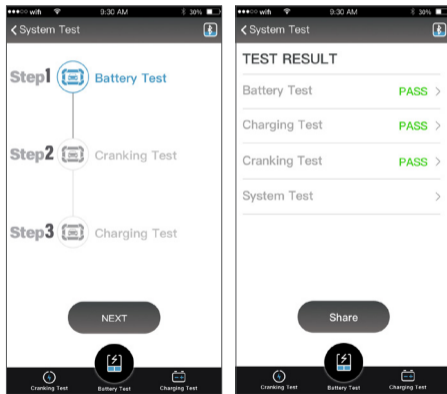 wifi 9:30 AM 30%
System Test
Step1 Battery Test
Step2 Cranking Test
Step3 Charging Test
NEXT
Cranking Test Battery Test Charging Test
wifi 9:30 AM 30%
System Test
TEST RESULT
Battery Test PASS
Charging Test PASS
Cranking Test PASS
System Test
Share
Cranking Test Battery Test Charging Test